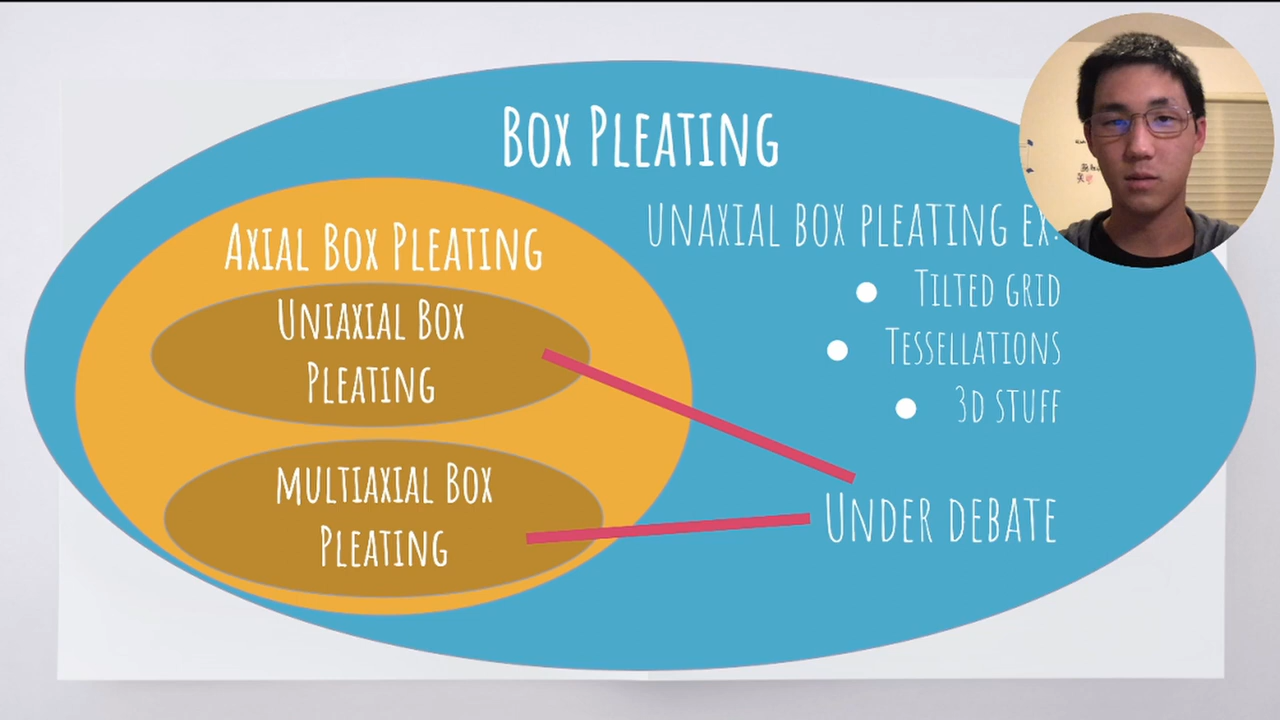 Box Pleating
Axial Box Pleating
Uniaxial Box
Pleating
multiaxial Box
Pleating
unaxial box pleating ex:
Tilted grid
Tessellations
3d stuff
Under debate